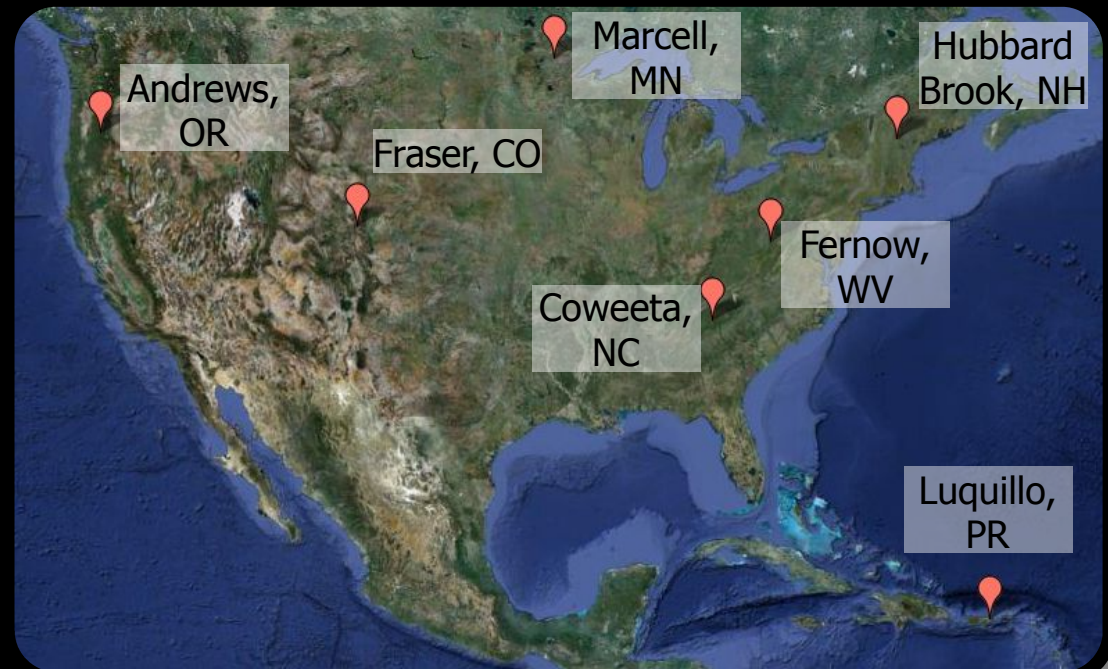 Marcell,
MN
Hubbard
Brook, NH
Andrews,
OR
Fraser, CO
Fernow,
WV
Coweeta,
NC
Luquillo,
PR